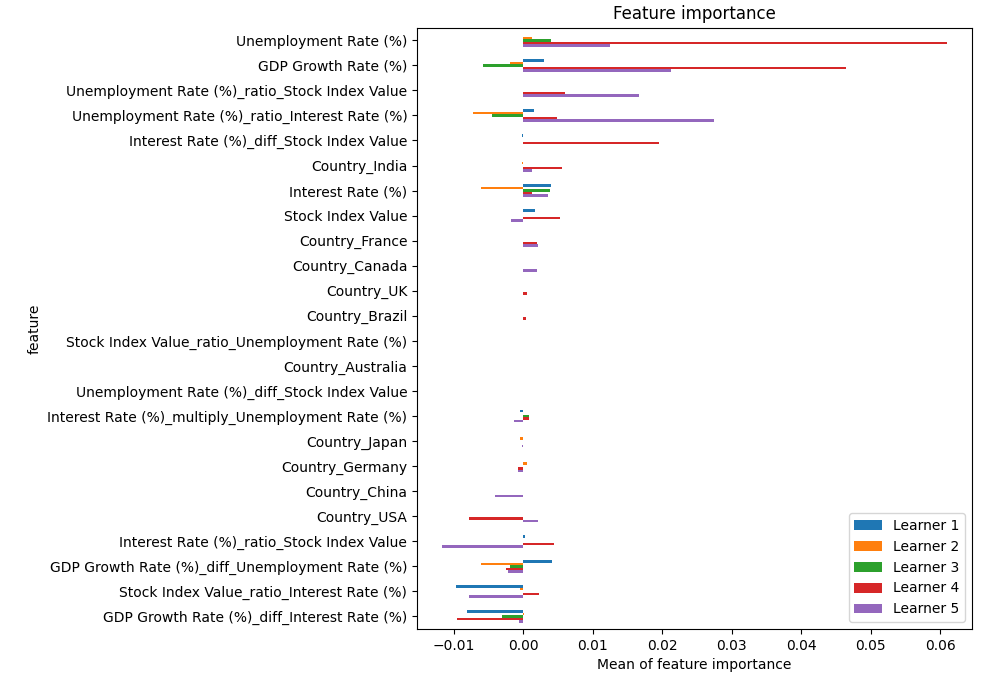 Feature importance
Unemployment Rate (%)
GDP Growth Rate (%)
Unemployment Rate (%)_ratio_Stock Index Value
Unemployment Rate (%)_ratio_Interest Rate (%)
Interest Rate (%)_diff_Stock Index Value
Country_India
Interest Rate (%)
Stock Index Value
Country_France
Country_Canada
Country_UK
Country_Brazil
Stock Index Value_ratio_Unemployment Rate (%)
Country_Australia
Unemployment Rate (%)_diff_Stock Index Value
Interest Rate (%)_multiply_Unemployment Rate (%)
Country_Japan
Country_Germany
Country_China
Country_USA
Interest Rate (%)_ratio_Stock Index Value
GDP Growth Rate (%)_diff_Unemployment Rate (%)
Stock Index Value_ratio_Interest Rate (%)
GDP Growth Rate (%)_diff_Interest Rate (%)
feature
Learner 1
Learner 2
Learner 3
Learner 4
Learner 5
−0.01 0.00 0.01 0.02 0.03 0.04 0.05 0.06
Mean of feature importance